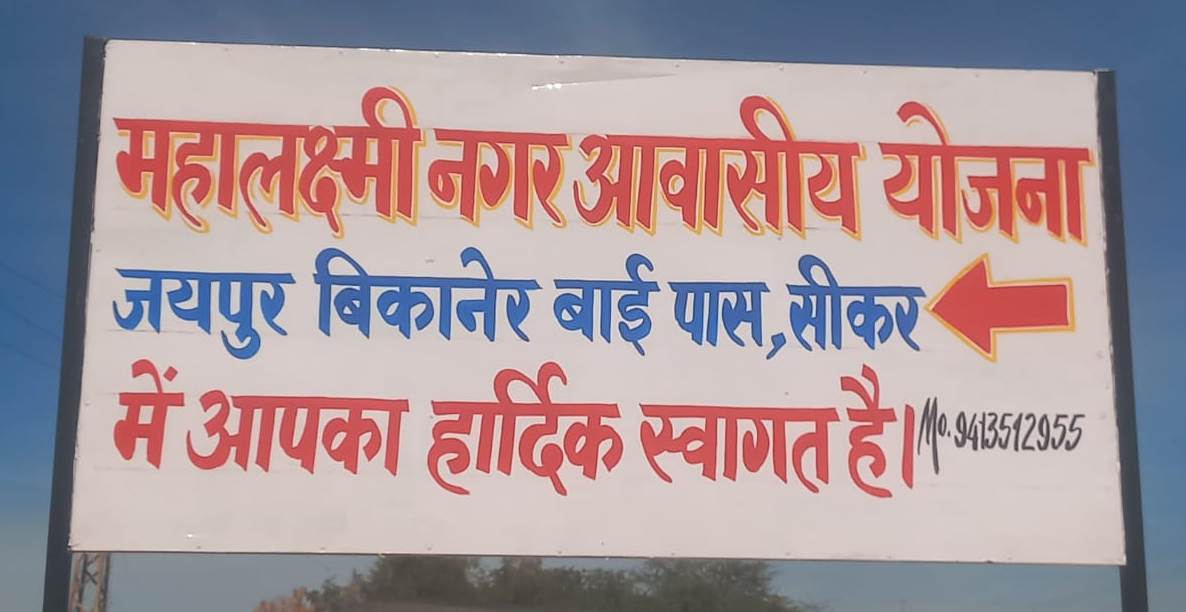 महालक्ष्मी नगर आवासीय योजना
जयपुर बिकानेर बाई पास, सीकर
में आपका हार्दिक स्वागत है। Mo. 9413512955